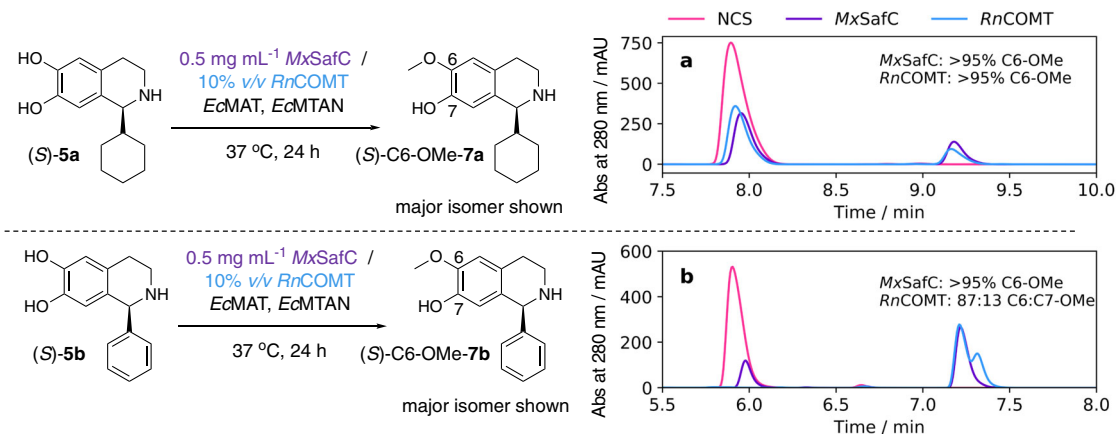 NCS MxSafC RnCOMT
HO
HO
NH
(S)-5a
0.5 mg mL-1 MxSafC /
10% v/v RnCOMT
EcMAT, EcMTAN
37 ºC, 24 h
O
6
HO
7
NH
(S)-C6-OMe-7a
major isomer shown
a
MxSafC: >95% C6-OMe
RnCOMT: >95% C6-OMe
Abs at 280 nm / mAU
750
500
250
0
7.5 8.0 8.5 9.0 9.5 10.0
Time / min
HO
HO
NH
(S)-5b
0.5 mg mL-1 MxSafC /
10% v/v RnCOMT
EcMAT, EcMTAN
37 ºC, 24 h
O
6
HO
7
NH
(S)-C6-OMe-7b
major isomer shown
b
MxSafC: >95% C6-OMe
RnCOMT: 87:13 C6:C7-OMe
Abs at 280 nm / mAU
600
400
200
0
5.5 6.0 6.5 7.0 7.5 8.0
Time / min